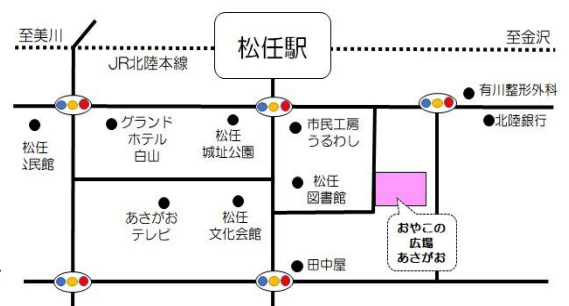 至美川
松任駅
至金沢
JR北陸本線
有川整形外科
北陸銀行
グランド
ホテル
白山
松任
城址公園
市民工房
うるわし
松任
公民館
松任
図書館
あさがお
テレビ
松任
文化会館
おやこの
広場
あさがお
田中屋